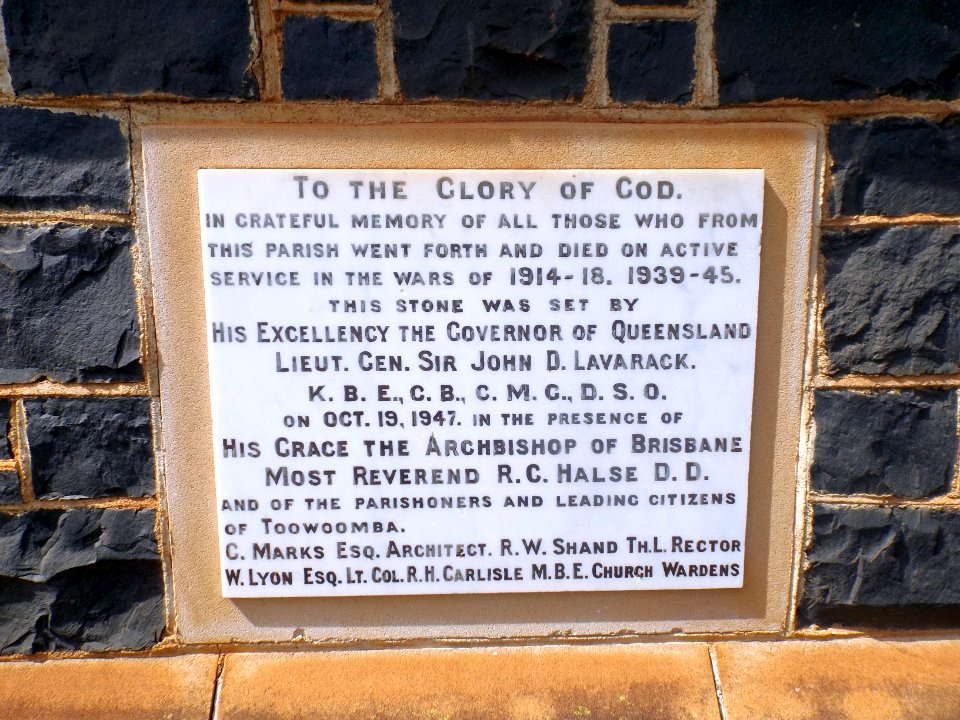 TO THE GLORY OF GOD.
IN GRATEFUL MEMORY OF ALL THOSE WHO FROM
THIS PARISH WENT FORTH AND DIED ON ACTIVE
SERVICE IN THE WARS OF 1914-18. 1939-45.
THIS STONE WAS SET BY
HIS EXCELLENCY THE GOVERNOR OF QUEENSLAND
LIEUT. GEN. SIR JOHN D. LAVARACK.
K. B. E., C. B., C. M. G., D. S. O.
ON OCT. 19, 1947. IN THE PRESENCE OF
HIS GRACE THE ARCHBISHOP OF BRISBANE
MOST REVEREND R. C. HALSE D. D.
AND OF THE PARISHONERS AND LEADING CITIZENS
OF TOOWOOMBA.
C. MARKS ESQ. ARCHITECT. R. W. SHAND TH. L. RECTOR
W. LYON ESQ. LT. COL. R. H. CARLISLE M. B. E. CHURCH WARDENS